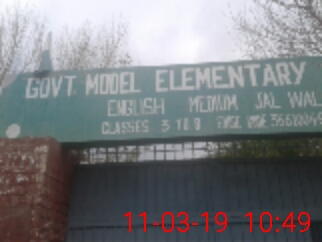 GOVT. MODEL ELEMENTARY
ENGLISH MEDIUM JAL WAL
CLASSES 3 TO 8
11-03-19 10:49